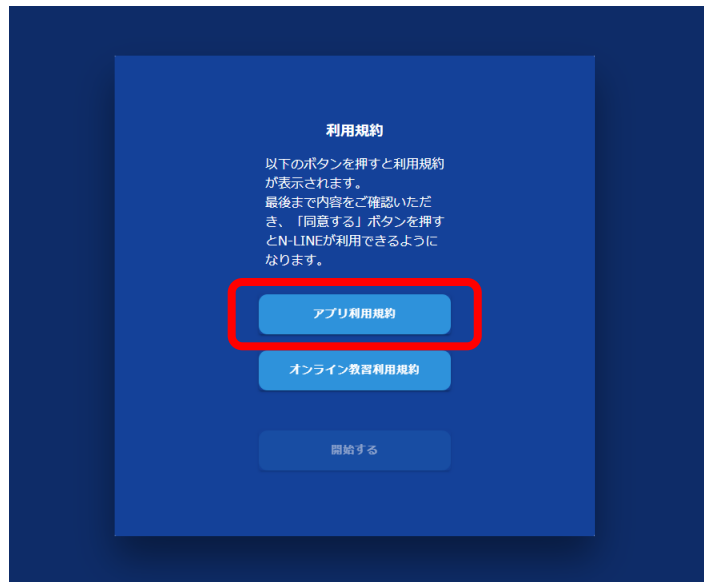 利用規約
以下のボタンを押すと利用規約
が表示されます。
最後まで内容をご確認いただ
き、「同意する」ボタンを押す
とN-LINEが利用できるように
なります。
アプリ利用規約
オンライン教習利用規約
開始する